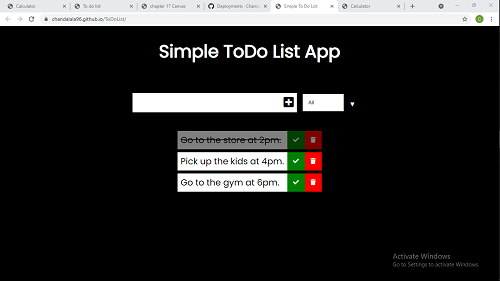 Calculator
To do list
chapter 17 Canvas
Deployments - Chand
Simple To Do List
Calculator
chandalala96.github.io/ToDoList/
Simple ToDo List App
All
Go to the store at 2pm.
Pick up the kids at 4pm.
Go to the gym at 6pm.
Activate Windows
Go to Settings to activate Windows.